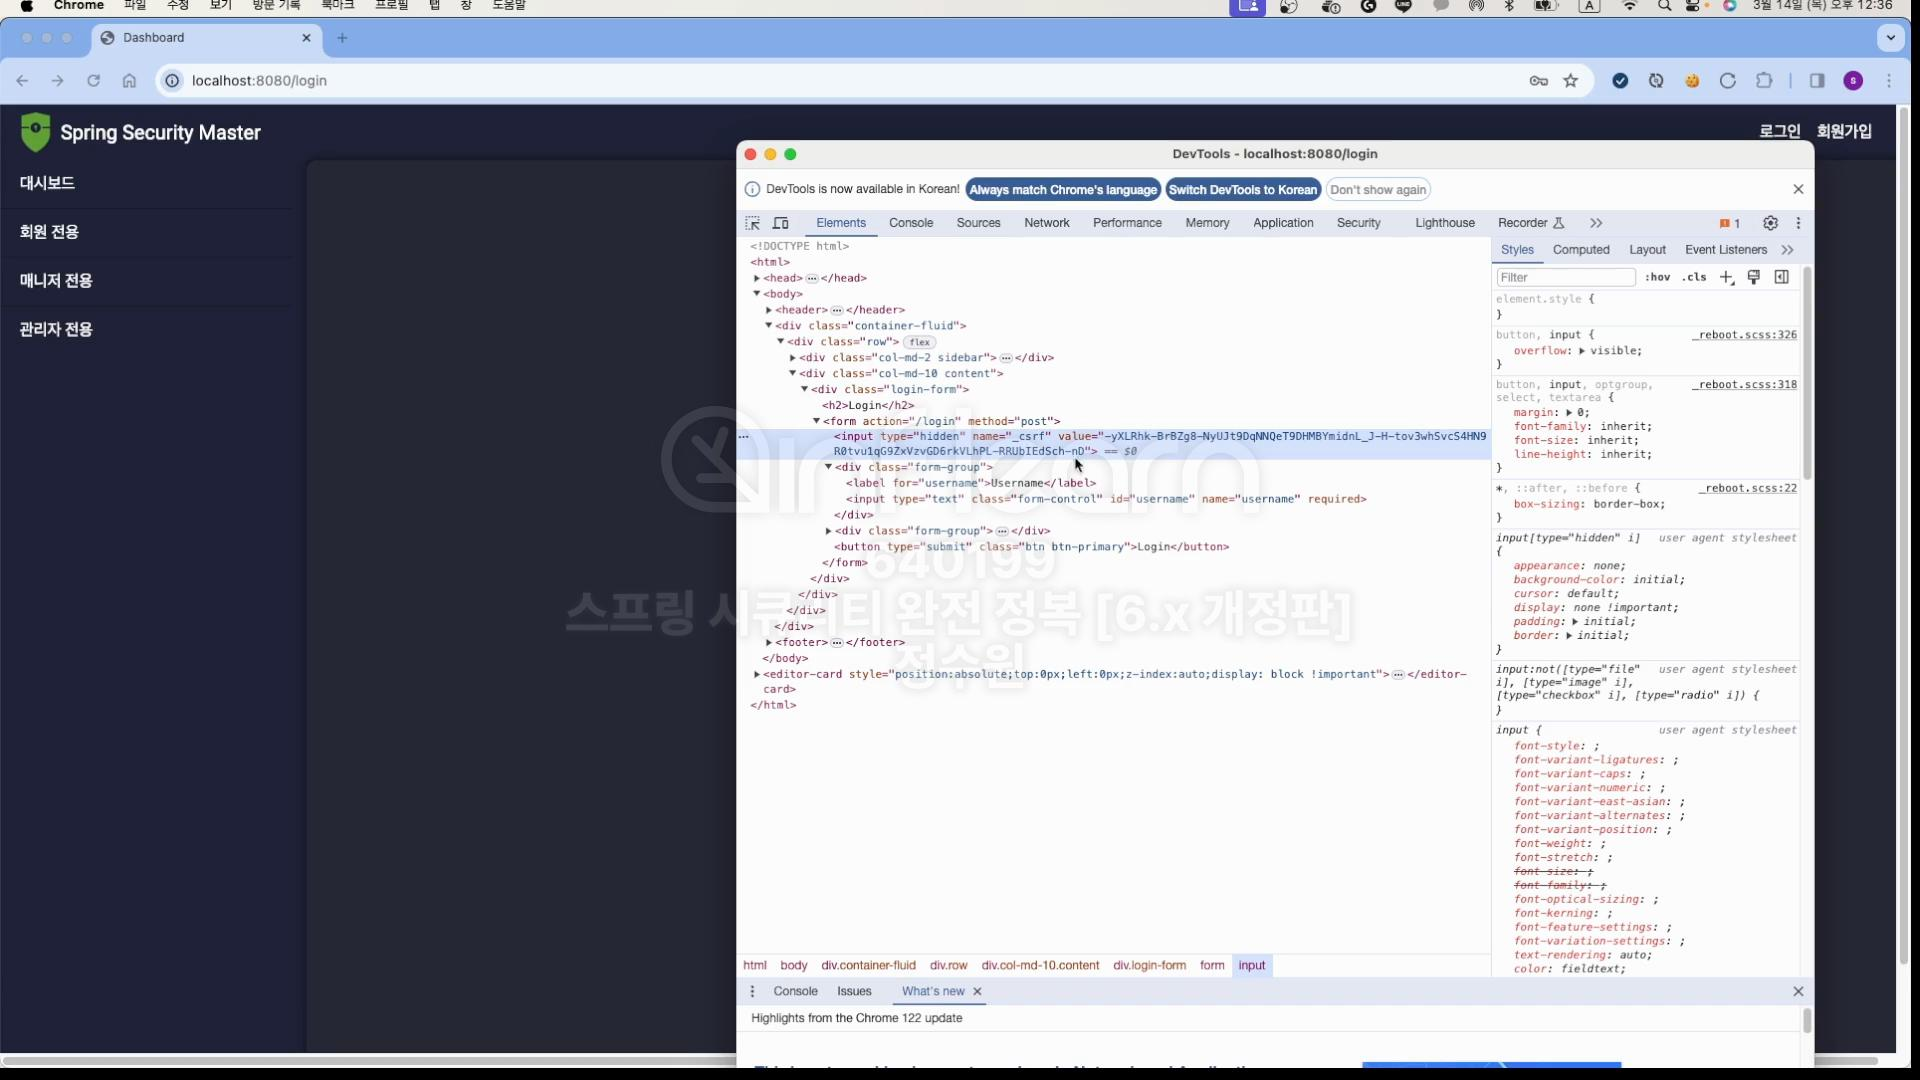 Chrome 파일 수정 보기 방문 기록 북마크 프로필 탭 창 도움말 A 3월 14일 (목) 오후 12:36
Dashboard
localhost:8080/login
S
Spring Security Master
로그인 회원가입
대시보드
회원 전용
매니저 전용
관리자 전용
DevTools - localhost:8080/login
DevTools is now available in Korean! Always match Chrome's language Switch DevTools to Korean Don't show again
Elements Console Sources Network Performance Memory Application Security Lighthouse Recorder 1
<!DOCTYPE html>
<html>
<head> </head>
<body>
<header> </header>
<div class="container-fluid">
<div class="row"> flex
<div class="col-md-2 sidebar"> </div>
<div class="col-md-10 content">
<div class="login-form">
<h2>Login</h2>
<form action="/login" method="post">
<input type="hidden" name="_csrf" value="-yXLRhk-BrBZg8-NyUJt9DqNNQeT9DHMBYmidnL_J-H-tov3whSvcS4HN9
R0tvu1qG9ZxVzvGD6rkVLhPL-RRUbIEdSch-nD"> == $0
<div class="form-group">
<label for="username">Username</label>
<input type="text" class="form-control" id="username" name="username" required>
</div>
<div class="form-group"> </div>
<button type="submit" class="btn btn-primary">Login</button>
</form>
</div>
</div>
</div>
</div>
<footer> </footer>
</body>
<editor-card style="position:absolute;top:0px;left:0px;z-index:auto;display: block !important"> </editor-
card>
</html>
inflearn
640199
스프링 시큐리티 완전 정복 [6.x 개정판]
정수원
Styles Computed Layout Event Listeners
Filter :hov .cls
element.style {
}
button, input { _reboot.scss:326
overflow: visible;
}
button, input, optgroup, _reboot.scss:318
select, textarea {
margin: 0;
font-family: inherit;
font-size: inherit;
line-height: inherit;
}
*, ::after, ::before { _reboot.scss:22
box-sizing: border-box;
}
input[type="hidden" i] user agent stylesheet
{
appearance: none;
background-color: initial;
cursor: default;
display: none !important;
padding: initial;
border: initial;
}
input:not([type="file" user agent stylesheet
i], [type="image" i],
[type="checkbox" i], [type="radio" i]) {
}
input { user agent stylesheet
font-style: ;
font-variant-ligatures: ;
font-variant-caps: ;
font-variant-numeric: ;
font-variant-east-asian: ;
font-variant-alternates: ;
font-variant-position: ;
font-weight: ;
font-stretch: ;
font-size: ;
font-family: ;
font-optical-sizing: ;
font-kerning: ;
font-feature-settings: ;
font-variation-settings: ;
text-rendering: auto;
color: fieldtext;
html body div.container-fluid div.row div.col-md-10.content div.login-form form input
Console Issues What's new
Highlights from the Chrome 122 update